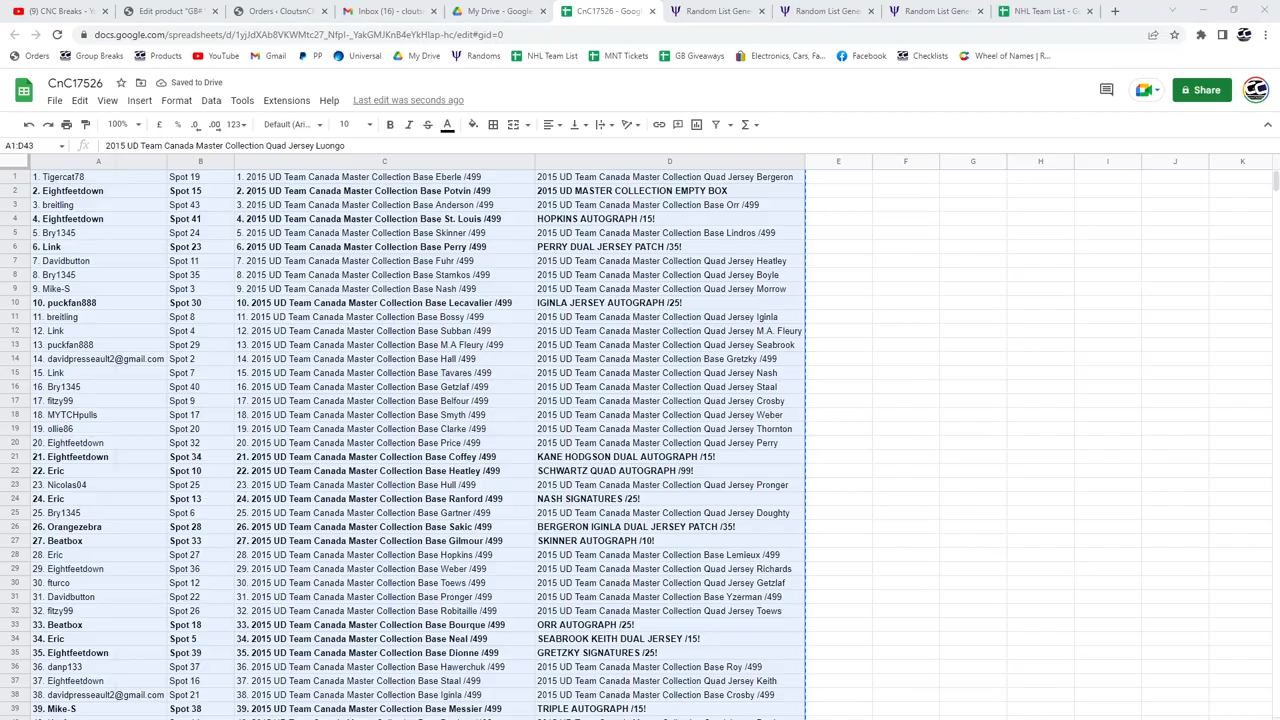 (9) CNC Breaks - Y
Edit product "GB#
Orders ‹ CloutsnC
Inbox (16) - clouts
My Drive - Google
CnC17526 - Goo
Random List Gene
Random List Gene
Random List Gene
NHL Team List - G
docs.google.com/spreadsheets/d/1yjJdXAb8VKWMtc27_NfpI-_YakGMJKnB4eYkHIap-hc/edit#gid=0
Orders
Group Breaks
Products
YouTube
Gmail
PP
Universal
My Drive
Randoms
NHL Team List
MNT Tickets
GB Giveaways
Electronics, Cars, Fa...
Facebook
Checklists
Wheel of Names | R...
CnC17526
Saved to Drive
File Edit View Insert Format Data Tools Extensions Help Last edit was seconds ago
Share
100% £ % .0 .00 123 Default (Ari... 10 B I S A
A1:D43 fx 2015 UD Team Canada Master Collection Quad Jersey Luongo
A B C D E F G H I J K
1 1. Tigercat78 Spot 19 1. 2015 UD Team Canada Master Collection Base Eberle /499 2015 UD Team Canada Master Collection Quad Jersey Bergeron
2 2. Eightfeetdown Spot 15 2. 2015 UD Team Canada Master Collection Base Potvin /499 2015 UD MASTER COLLECTION EMPTY BOX
3 3. breitling Spot 43 3. 2015 UD Team Canada Master Collection Base Anderson /499 2015 UD Team Canada Master Collection Base Orr /499
4 4. Eightfeetdown Spot 41 4. 2015 UD Team Canada Master Collection Base St. Louis /499 HOPKINS AUTOGRAPH /15!
5 5. Bry1345 Spot 24 5. 2015 UD Team Canada Master Collection Base Skinner /499 2015 UD Team Canada Master Collection Base Lindros /499
6 6. Link Spot 23 6. 2015 UD Team Canada Master Collection Base Perry /499 PERRY DUAL JERSEY PATCH /35!
7 7. Davidbutton Spot 11 7. 2015 UD Team Canada Master Collection Base Fuhr /499 2015 UD Team Canada Master Collection Quad Jersey Heatley
8 8. Bry1345 Spot 35 8. 2015 UD Team Canada Master Collection Base Stamkos /499 2015 UD Team Canada Master Collection Quad Jersey Boyle
9 9. Mike-S Spot 3 9. 2015 UD Team Canada Master Collection Base Nash /499 2015 UD Team Canada Master Collection Quad Jersey Morrow
10 10. puckfan888 Spot 30 10. 2015 UD Team Canada Master Collection Base Lecavalier /499 IGINLA JERSEY AUTOGRAPH /25!
11 11. breitling Spot 8 11. 2015 UD Team Canada Master Collection Base Bossy /499 2015 UD Team Canada Master Collection Quad Jersey Iginla
12 12. Link Spot 4 12. 2015 UD Team Canada Master Collection Base Subban /499 2015 UD Team Canada Master Collection Quad Jersey M.A. Fleury
13 13. puckfan888 Spot 29 13. 2015 UD Team Canada Master Collection Base M.A Fleury /499 2015 UD Team Canada Master Collection Quad Jersey Seabrook
14 14. davidpresseault2@gmail.com Spot 2 14. 2015 UD Team Canada Master Collection Base Hall /499 2015 UD Team Canada Master Collection Base Gretzky /499
15 15. Link Spot 7 15. 2015 UD Team Canada Master Collection Base Tavares /499 2015 UD Team Canada Master Collection Quad Jersey Nash
16 16. Bry1345 Spot 40 16. 2015 UD Team Canada Master Collection Base Getzlaf /499 2015 UD Team Canada Master Collection Quad Jersey Staal
17 17. fitzy99 Spot 9 17. 2015 UD Team Canada Master Collection Base Belfour /499 2015 UD Team Canada Master Collection Quad Jersey Crosby
18 18. MYTCHpulls Spot 17 18. 2015 UD Team Canada Master Collection Base Smyth /499 2015 UD Team Canada Master Collection Quad Jersey Weber
19 19. ollie86 Spot 20 19. 2015 UD Team Canada Master Collection Base Clarke /499 2015 UD Team Canada Master Collection Quad Jersey Thornton
20 20. Eightfeetdown Spot 32 20. 2015 UD Team Canada Master Collection Base Price /499 2015 UD Team Canada Master Collection Quad Jersey Perry
21 21. Eightfeetdown Spot 34 21. 2015 UD Team Canada Master Collection Base Coffey /499 KANE HODGSON DUAL AUTOGRAPH /15!
22 22. Eric Spot 10 22. 2015 UD Team Canada Master Collection Base Heatley /499 SCHWARTZ QUAD AUTOGRAPH /99!
23 23. Nicolas04 Spot 25 23. 2015 UD Team Canada Master Collection Base Hull /499 2015 UD Team Canada Master Collection Quad Jersey Pronger
24 24. Eric Spot 13 24. 2015 UD Team Canada Master Collection Base Ranford /499 NASH SIGNATURES /25!
25 25. Bry1345 Spot 6 25. 2015 UD Team Canada Master Collection Base Gartner /499 2015 UD Team Canada Master Collection Quad Jersey Doughty
26 26. Orangezebra Spot 28 26. 2015 UD Team Canada Master Collection Base Sakic /499 BERGERON IGINLA DUAL JERSEY PATCH /35!
27 27. Beatbox Spot 33 27. 2015 UD Team Canada Master Collection Base Gilmour /499 SKINNER AUTOGRAPH /10!
28 28. Eric Spot 27 28. 2015 UD Team Canada Master Collection Base Hopkins /499 2015 UD Team Canada Master Collection Base Lemieux /499
29 29. Eightfeetdown Spot 36 29. 2015 UD Team Canada Master Collection Base Weber /499 2015 UD Team Canada Master Collection Quad Jersey Richards
30 30. fturco Spot 12 30. 2015 UD Team Canada Master Collection Base Toews /499 2015 UD Team Canada Master Collection Quad Jersey Getzlaf
31 31. Davidbutton Spot 22 31. 2015 UD Team Canada Master Collection Base Pronger /499 2015 UD Team Canada Master Collection Base Yzerman /499
32 32. fitzy99 Spot 26 32. 2015 UD Team Canada Master Collection Base Robitaille /499 2015 UD Team Canada Master Collection Quad Jersey Toews
33 33. Beatbox Spot 18 33. 2015 UD Team Canada Master Collection Base Bourque /499 ORR AUTOGRAPH /25!
34 34. Eric Spot 5 34. 2015 UD Team Canada Master Collection Base Neal /499 SEABROOK KEITH DUAL JERSEY /15!
35 35. Eightfeetdown Spot 39 35. 2015 UD Team Canada Master Collection Base Dionne /499 GRETZKY SIGNATURES /25!
36 36. danp133 Spot 37 36. 2015 UD Team Canada Master Collection Base Hawerchuk /499 2015 UD Team Canada Master Collection Base Roy /499
37 37. Eightfeetdown Spot 16 37. 2015 UD Team Canada Master Collection Base Staal /499 2015 UD Team Canada Master Collection Quad Jersey Keith
38 38. davidpresseault2@gmail.com Spot 21 38. 2015 UD Team Canada Master Collection Base Iginla /499 2015 UD Team Canada Master Collection Base Crosby /499
39 39. Mike-S Spot 38 39. 2015 UD Team Canada Master Collection Base Messier /499 TRIPLE AUTOGRAPH /15!